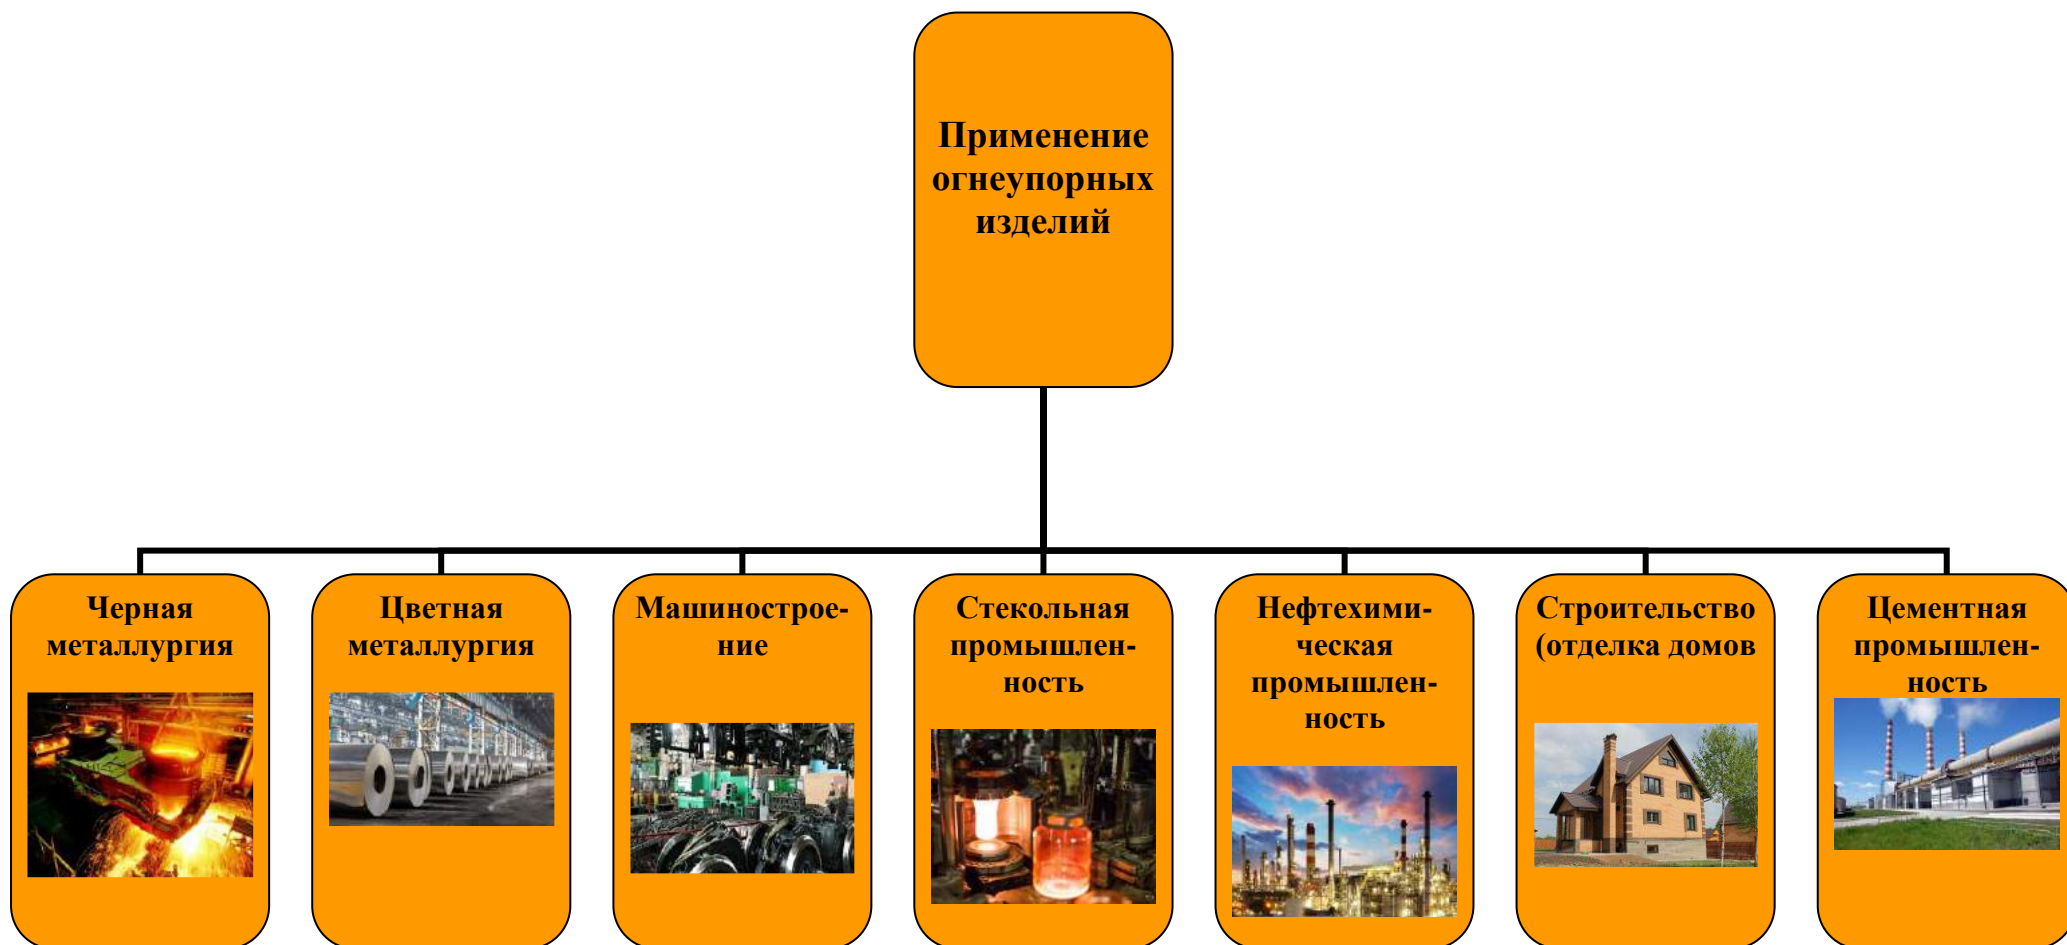 Применение
огнеупорных
изделий
Черная
металлургия
Цветная
металлургия
Машинострое-
ние
Стекольная
промышлен-
ность
Нефтехими-
ческая
промышлен-
ность
Строительство
(отделка домов
Цементная
промышлен-
ность